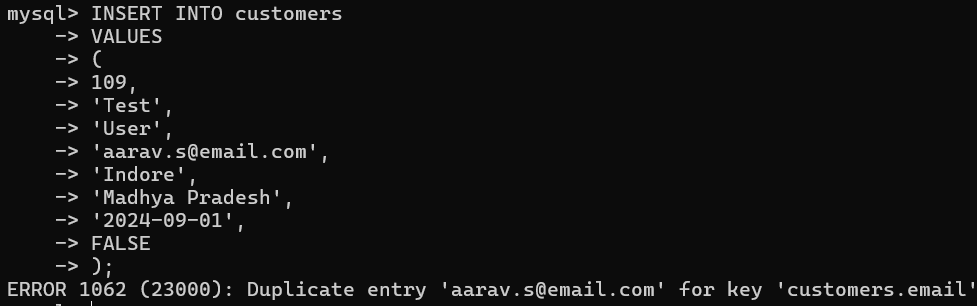 mysql> INSERT INTO customers
-> VALUES
-> (
-> 109,
-> 'Test',
-> 'User',
-> 'aarav.s@email.com',
-> 'Indore',
-> 'Madhya Pradesh',
-> '2024-09-01',
-> FALSE
-> );
ERROR 1062 (23000): Duplicate entry 'aarav.s@email.com' for key 'customers.email